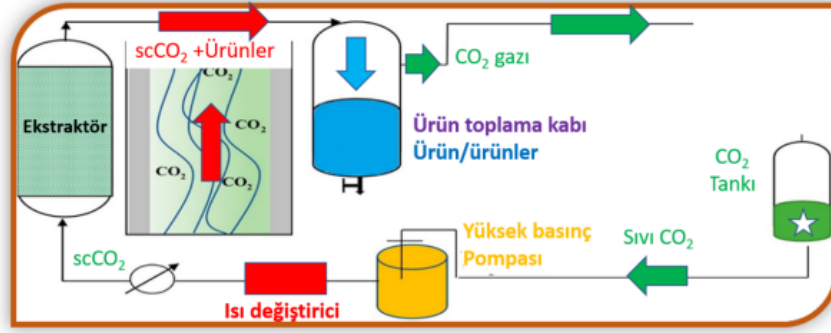 scCO₂ +Ürünler
CO₂ gazı
CO₂
Ekstraktör
CO₂
CO₂
CO₂
Ürün toplama kabı
Ürün/ürünler
CO₂
Tankı
Yüksek basınç
Pompası
Sıvı CO₂
scCO₂
Isı değiştirici